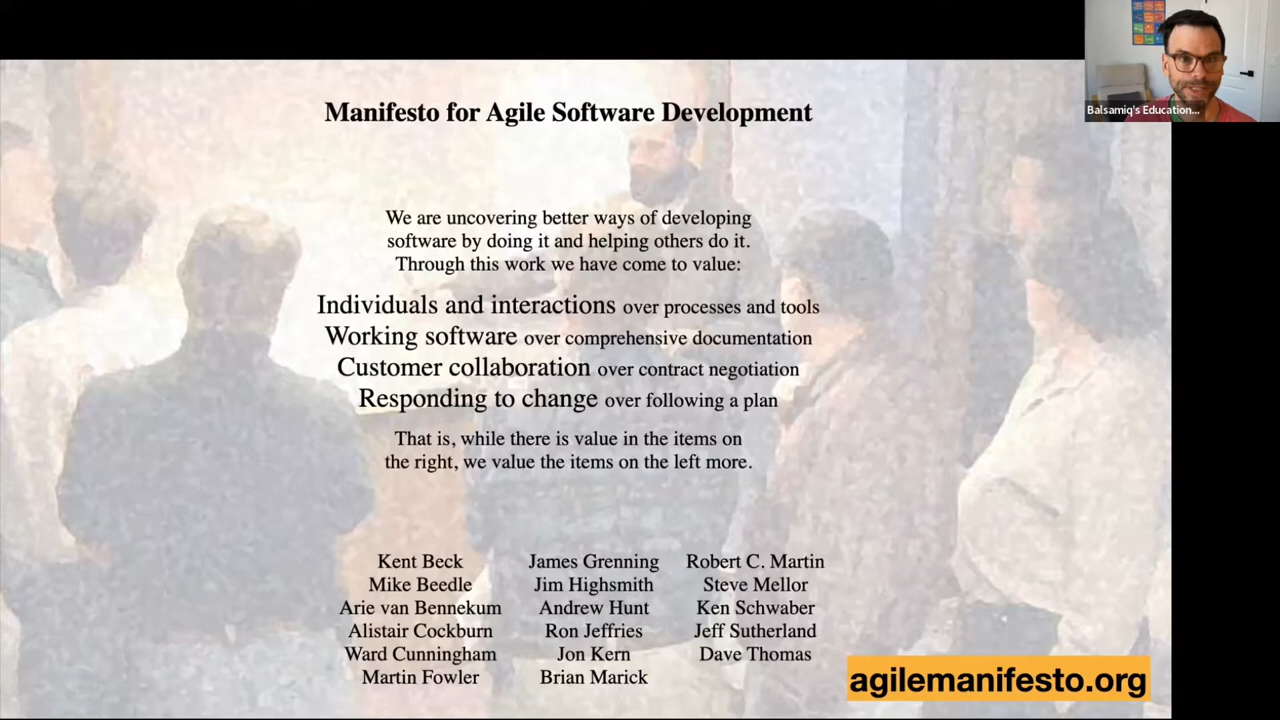 Balsamiq's Education...
Manifesto for Agile Software Development
We are uncovering better ways of developing
software by doing it and helping others do it.
Through this work we have come to value:
Individuals and interactions over processes and tools
Working software over comprehensive documentation
Customer collaboration over contract negotiation
Responding to change over following a plan
That is, while there is value in the items on
the right, we value the items on the left more.
Kent Beck
Mike Beedle
Arie van Bennekum
Alistair Cockburn
Ward Cunningham
Martin Fowler
James Grenning
Jim Highsmith
Andrew Hunt
Ron Jeffries
Jon Kern
Brian Marick
Robert C. Martin
Steve Mellor
Ken Schwaber
Jeff Sutherland
Dave Thomas
agilemanifesto.org